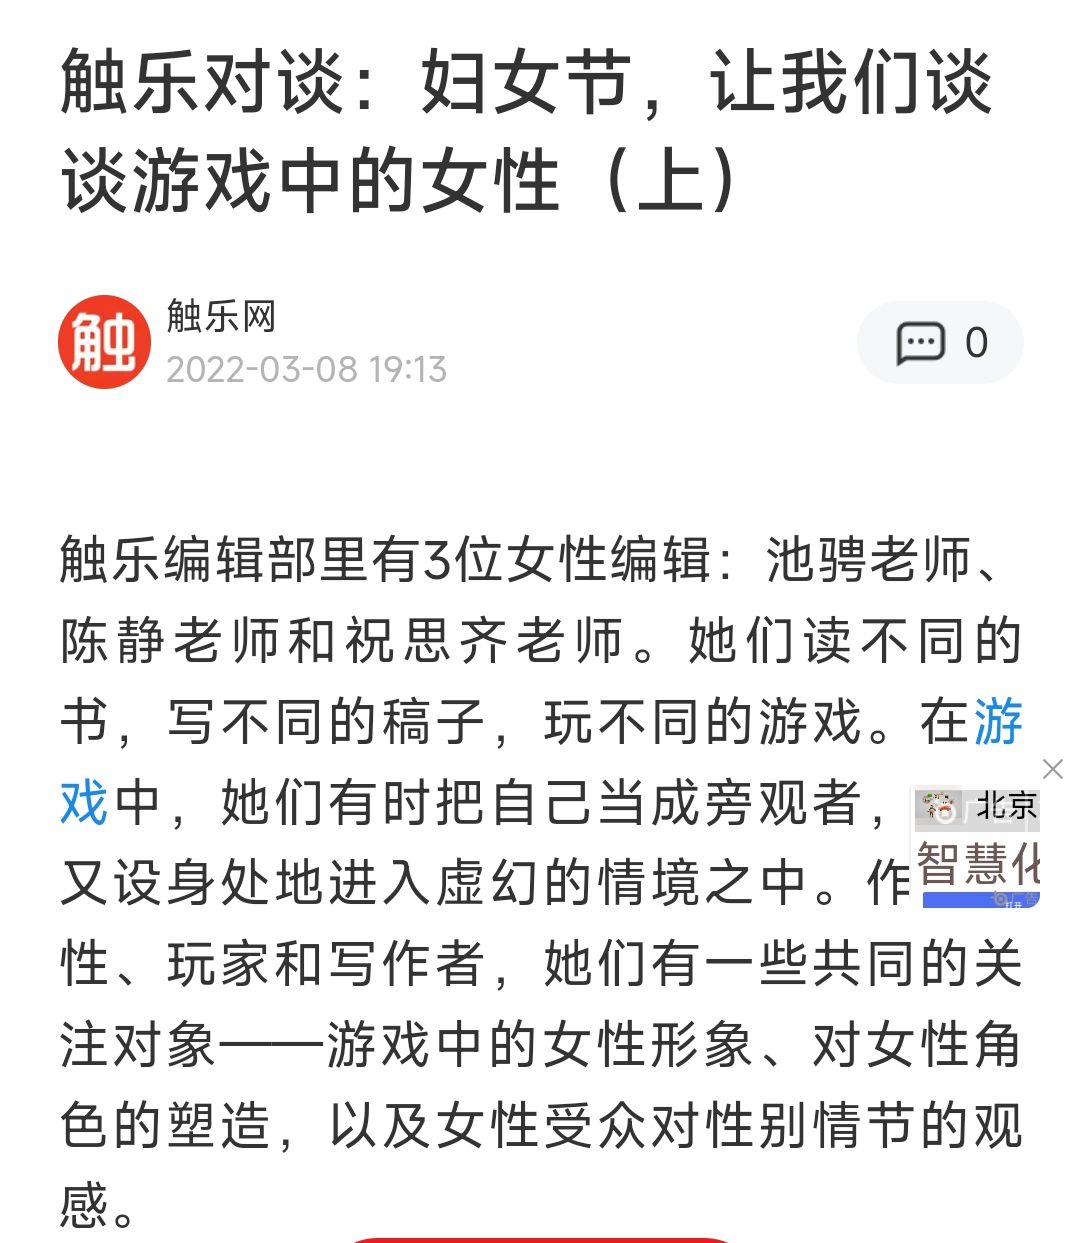 触乐对谈：妇女节，让我们谈
谈游戏中的女性（上）
触
触乐网
2022-03-08 19:13
0
触乐编辑部里有3位女性编辑：池骋老师、
陈静老师和祝思齐老师。她们读不同的
书，写不同的稿子，玩不同的游戏。在游
戏中，她们有时把自己当成旁观者，
北京
又设身处地进入虚幻的情境之中。作
智慧化
广告
性、玩家和写作者，她们有一些共同的关
注对象——游戏中的女性形象、对女性角
色的塑造，以及女性受众对性别情节的观
感。